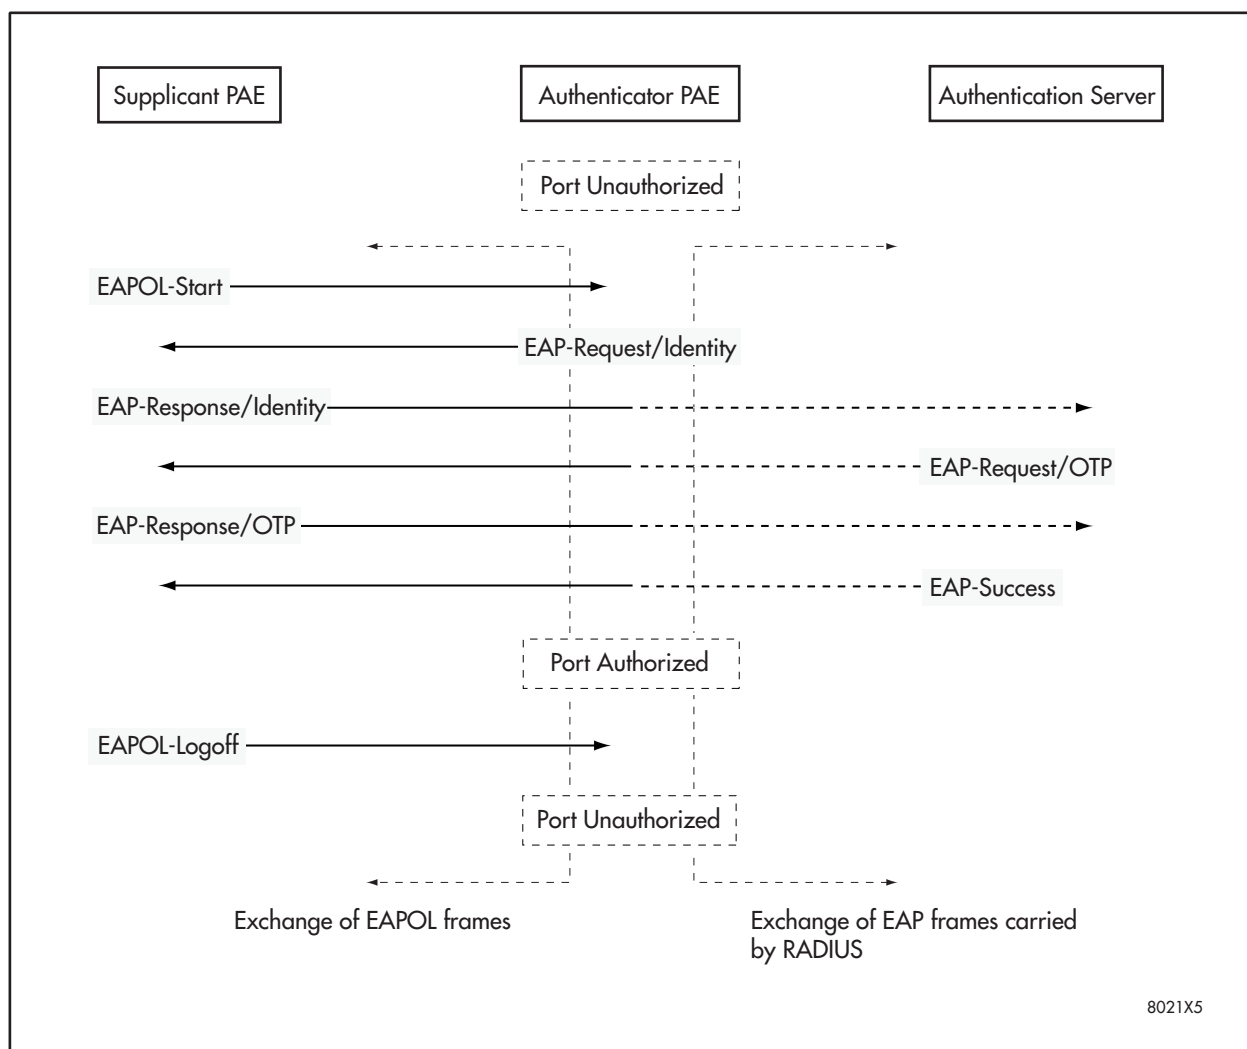 Supplicant PAE
Authenticator PAE
Authentication Server
Port Unauthorized
EAPOL-Start
EAP-Request/Identity
EAP-Response/Identity
EAP-Request/OTP
EAP-Response/OTP
EAP-Success
Port Authorized
EAPOL-Logoff
Port Unauthorized
Exchange of EAPOL frames
Exchange of EAP frames carried
by RADIUS
8021X5